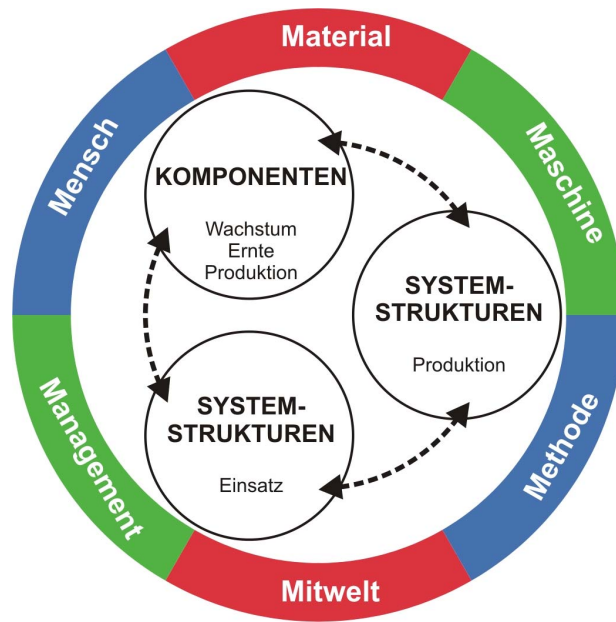 Material
Maschine
Methode
Mitwelt
Management
Mensch
KOMPONENTEN
Wachstum
Ernte
Produktion
SYSTEM-
STRUKTUREN
Produktion
SYSTEM-
STRUKTUREN
Einsatz